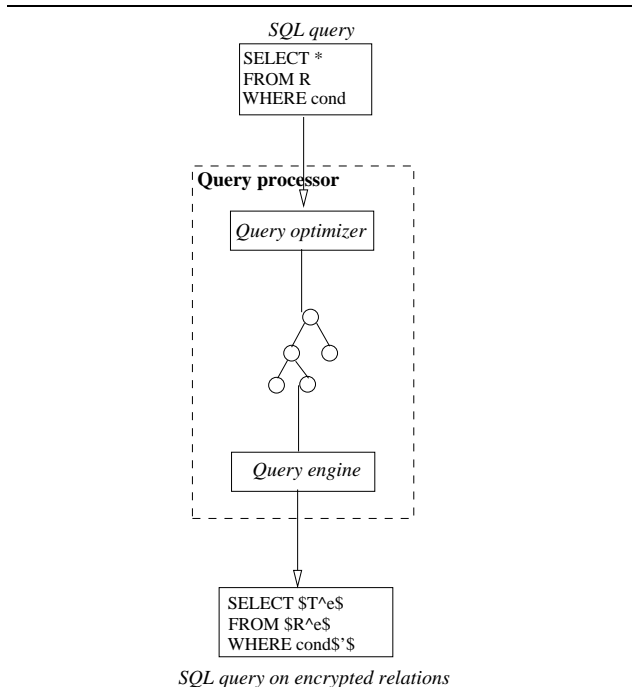 SQL query
SELECT *
FROM R
WHERE cond
Query processor
Query optimizer
Query engine
SELECT $T^e$
FROM $R^e$
WHERE cond$'$
SQL query on encrypted relations